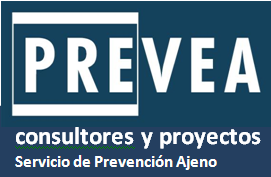 PREVEA
consultores y proyectos
Servicio de Prevención Ajeno